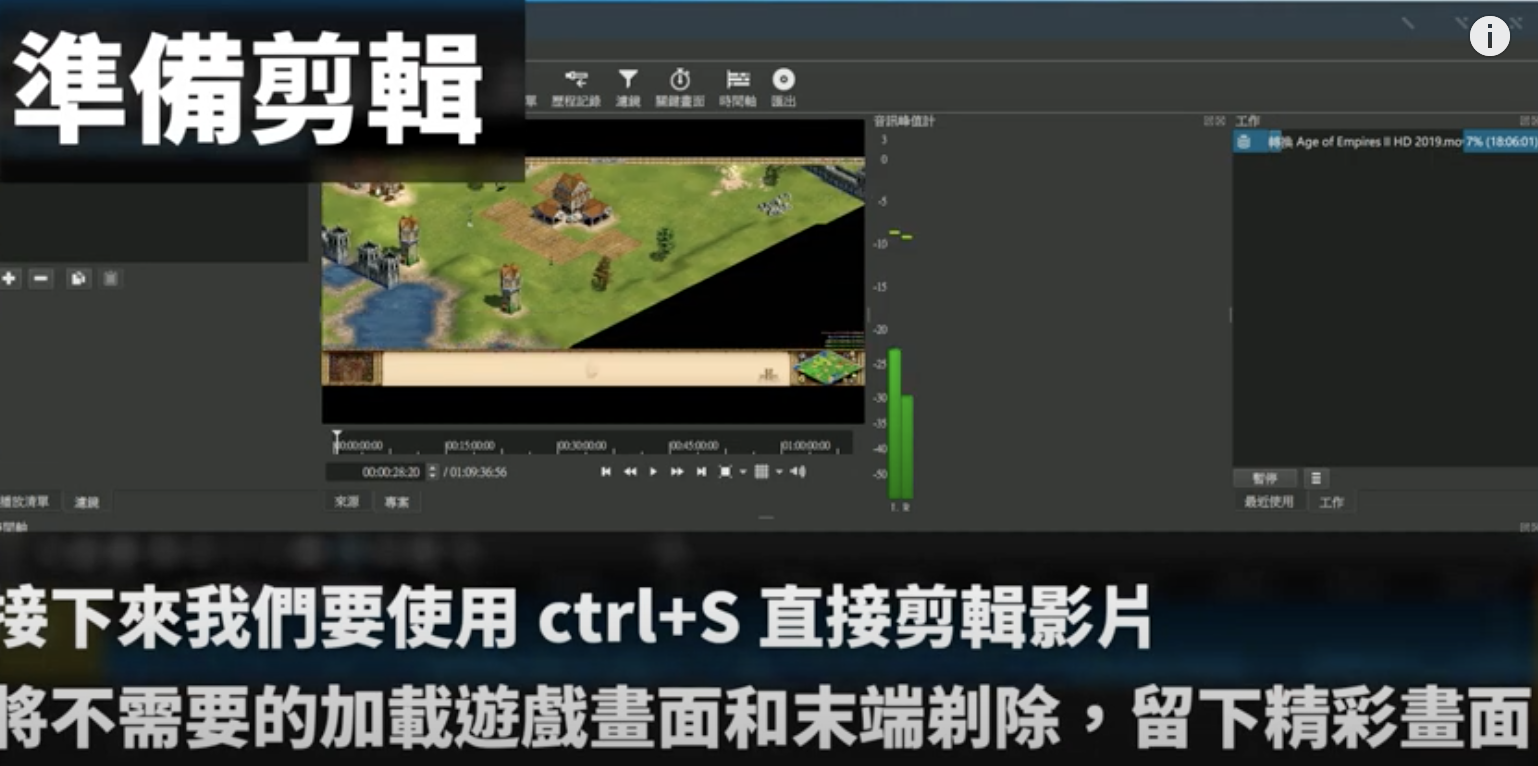 準備剪輯
歷程記錄 濾鏡 關鍵畫面 時間軸 匯出
音訊峰值計
工作
轉換 Age of Empires II HD 2019.mo 7% (18:06:01)
3
0
-5
-10
-15
-20
-25
-30
-35
-40
-50
L R
00:00:00:00 00:15:00:00 00:30:00:00 00:45:00:00 01:00:00:00
00:00:28:20 / 01:09:36:56
播放清單 濾鏡
來源 專案
暫停
最近使用 工作
時間軸
接下來我們要使用 ctrl+S 直接剪輯影片
將不需要的加載遊戲畫面和末端剃除，留下精彩畫面